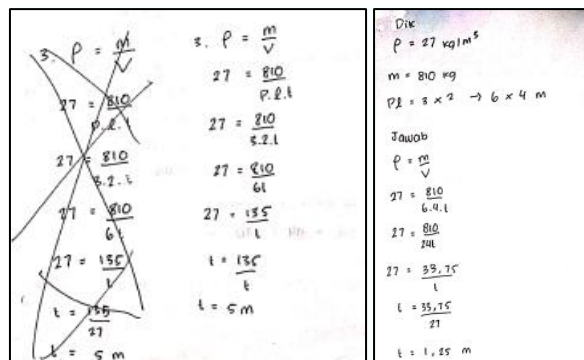 3. ρ = m/V
27 = 810/P.l.t
27 = 810/3.2.t
27 = 810/6t
27 = 135/t
t = 135/27
t = 5 m
3. ρ = m/V
27 = 810/P.l.t
27 = 810/3.2.t
27 = 810/6t
27 = 135/t
t = 135/t
t = 5 m
Dik
ρ = 27 kg/m³
m = 810 kg
Pl = 3 x 2 → 6 x 4 m
Jawab
ρ = m/V
27 = 810/6.4.t
27 = 810/24t
27 = 33,75/t
t = 33,75/27
t = 1,25 m